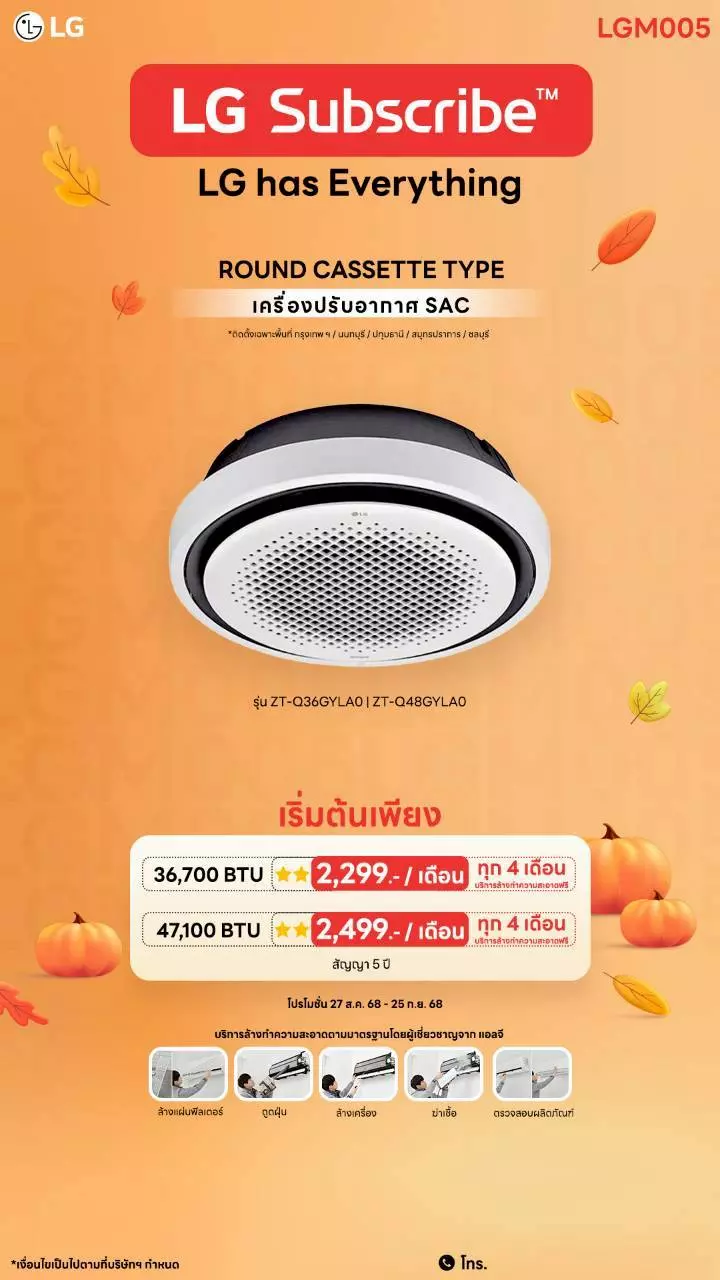 LG
LGM005
LG Subscribe™
LG has Everything
ROUND CASSETTE TYPE
เครื่องปรับอากาศ SAC
*ติดตั้งเฉพาะพื้นที่ กรุงเทพ ฯ / นนทบุรี / ปทุมธานี / สมุทรปราการ / ชลบุรี
LG
รุ่น ZT-Q36GYLA0 | ZT-Q48GYLA0
เริ่มต้นเพียง
36,700 BTU 2,299.- / เดือน ทุก 4 เดือน
บริการล้างทำความสะอาดฟรี
47,100 BTU 2,499.- / เดือน ทุก 4 เดือน
บริการล้างทำความสะอาดฟรี
สัญญา 5 ปี
โปรโมชั่น 27 ส.ค. 68 - 25 ก.ย. 68
บริการล้างทำความสะอาดตามมาตรฐานโดยผู้เชี่ยวชาญจาก แอลจี
ล้างแผ่นฟิลเตอร์ ดูดฝุ่น ล้างเครื่อง ฆ่าเชื้อ ตรวจสอบผลิตภัณฑ์
*เงื่อนไขเป็นไปตามที่บริษัทฯ กำหนด
โทร.